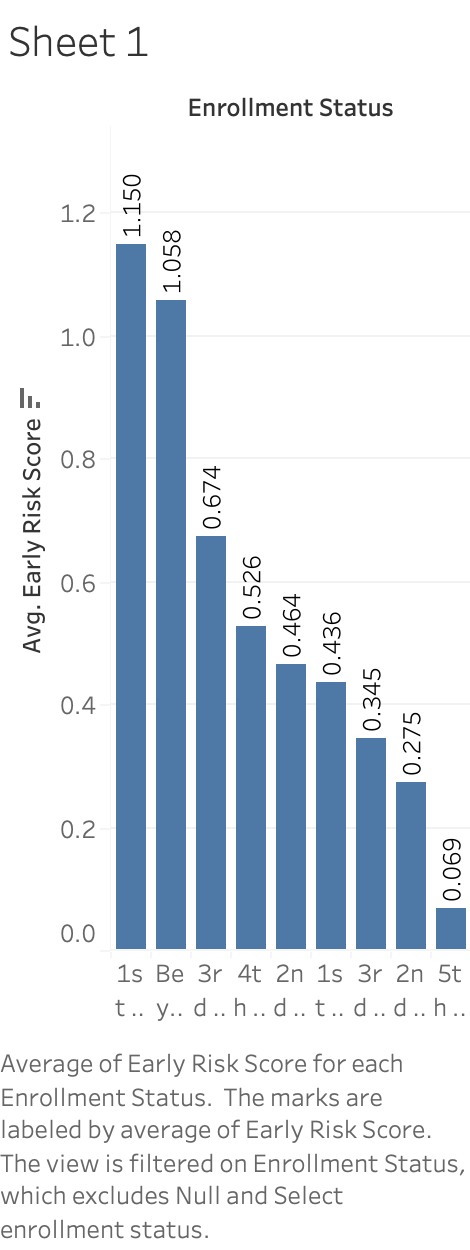 Sheet 1
Enrollment Status
1.150
1.058
0.674
0.526
0.464
0.436
0.345
0.275
0.069
1.2
1.0
0.8
0.6
0.4
0.2
0.0
Avg. Early Risk Score
1s Be 3r 4t 2n 1s 3r 2n 5t
t .. y.. d .. h .. d .. t .. d .. d .. h ..
Average of Early Risk Score for each
Enrollment Status.  The marks are
labeled by average of Early Risk Score.
The view is filtered on Enrollment Status,
which excludes Null and Select
enrollment status.